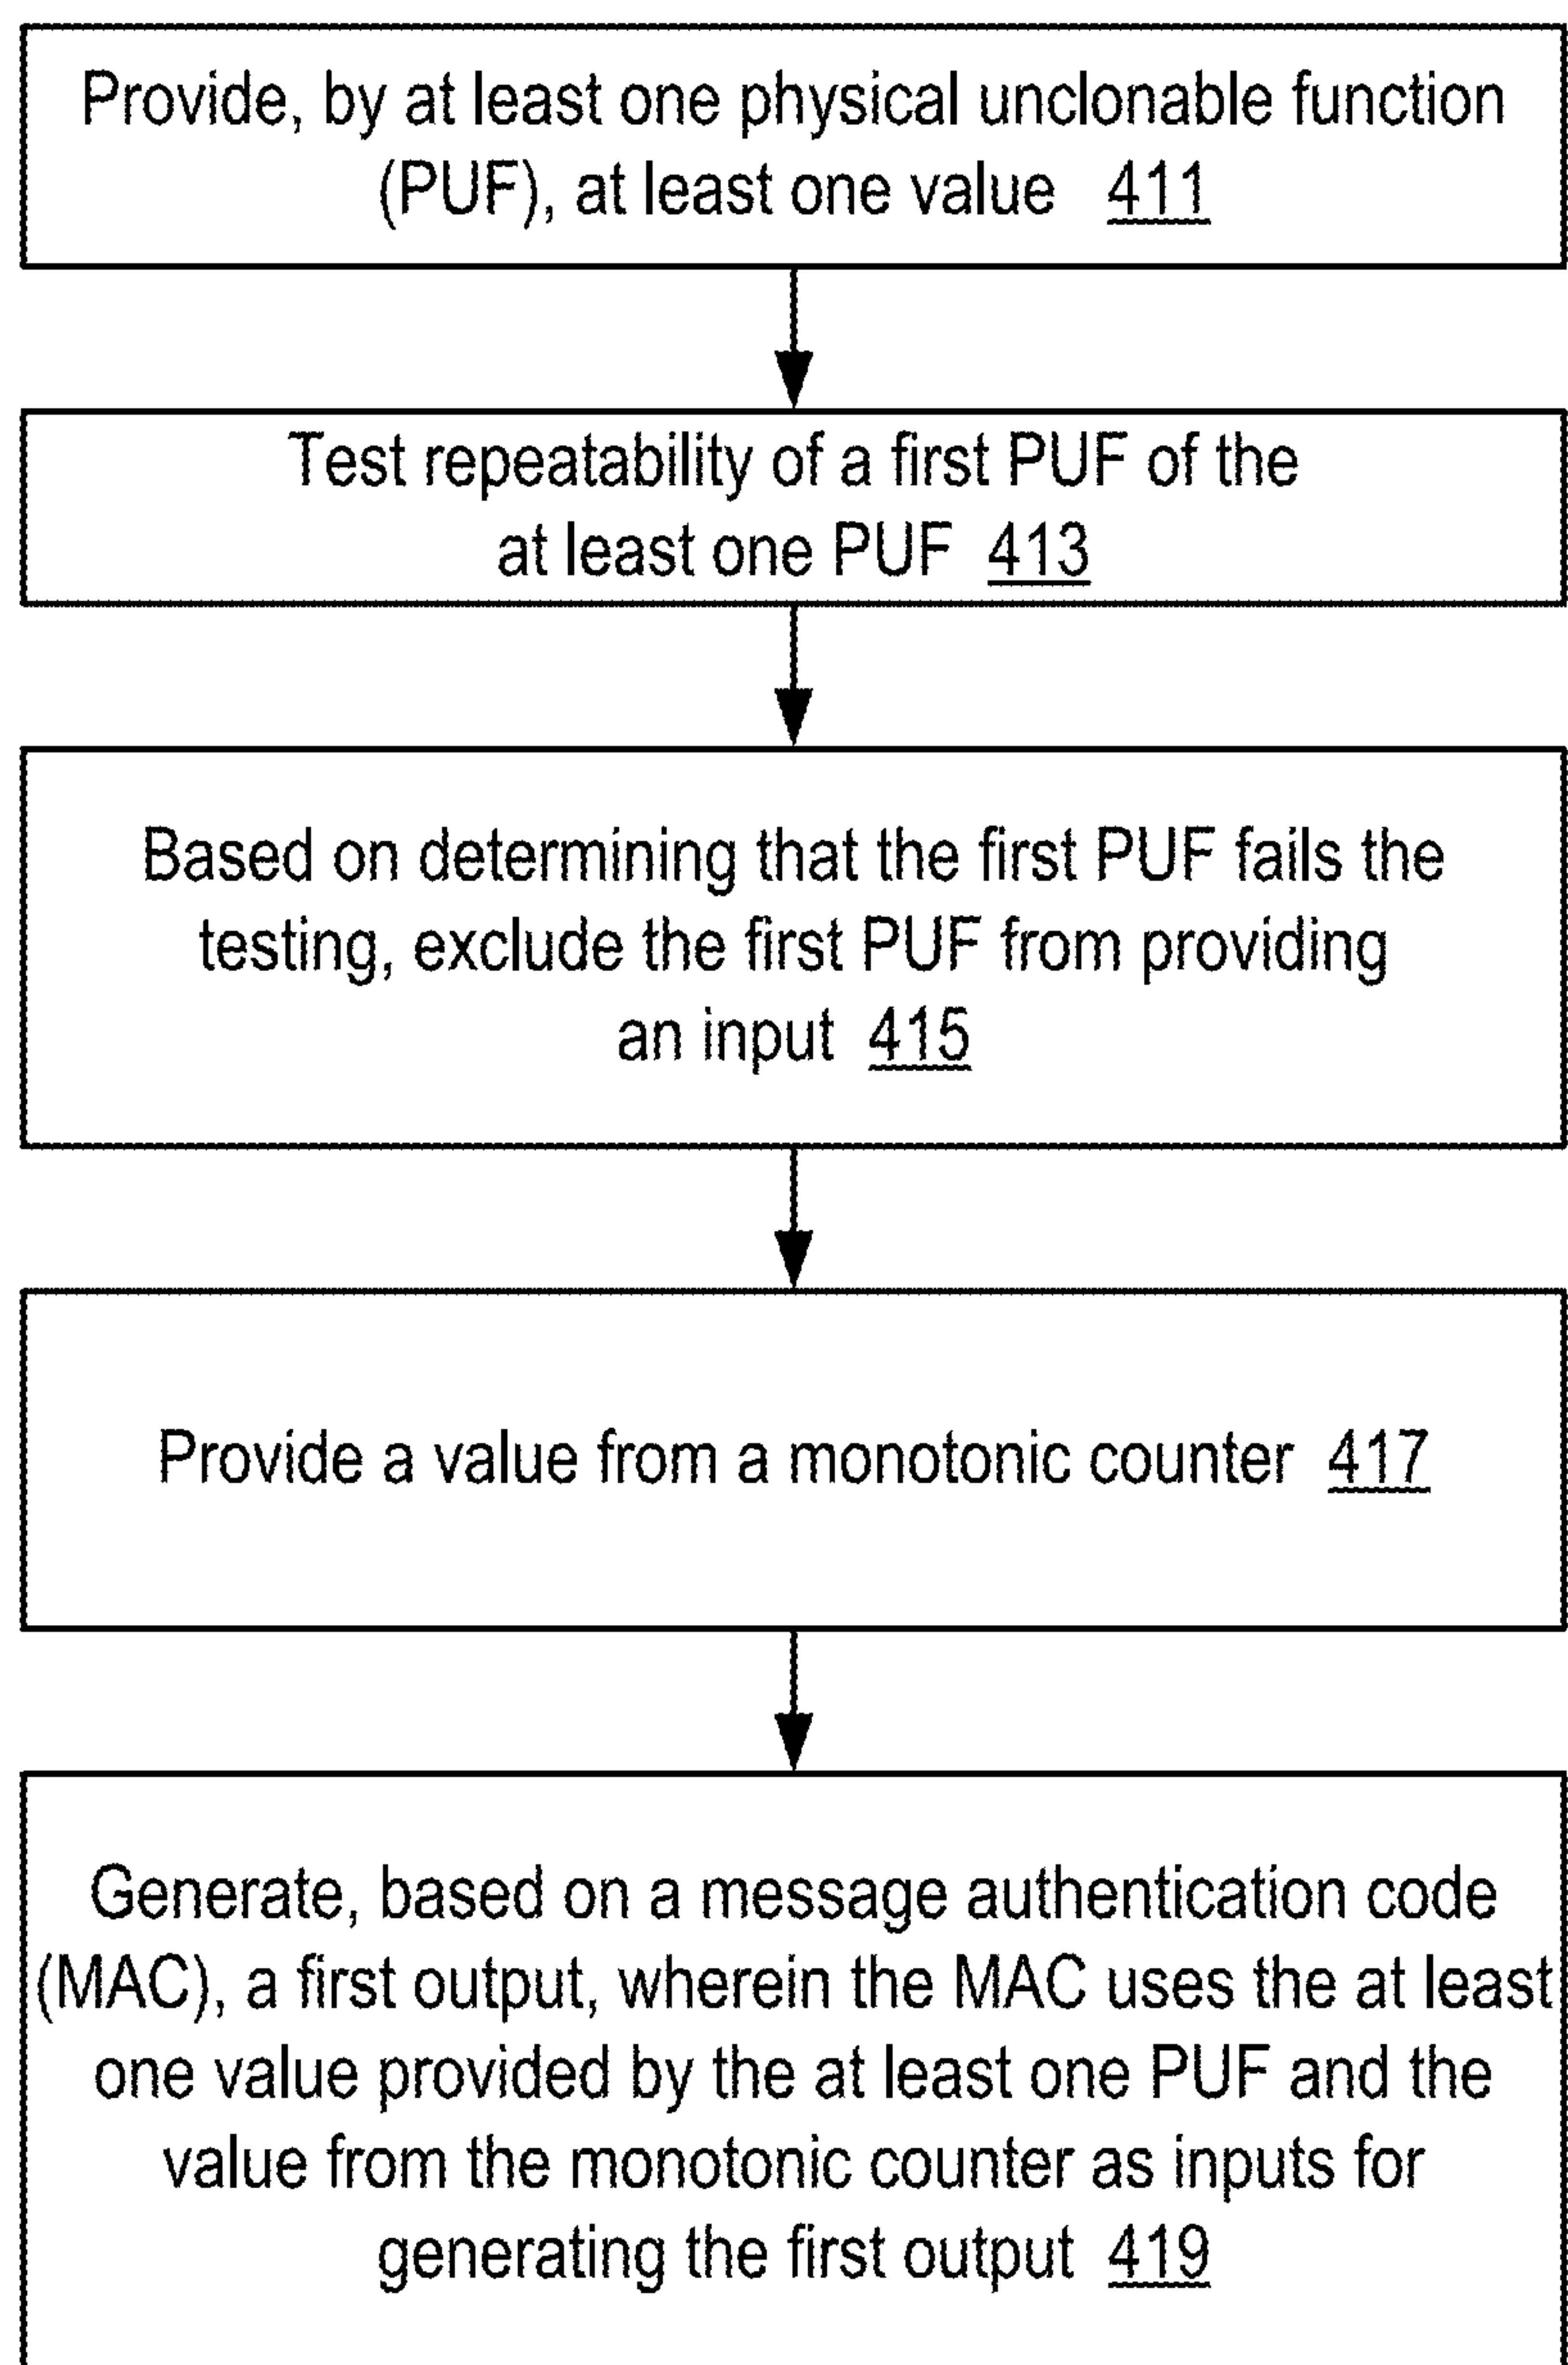 Provide, by at least one physical unclonable function
(PUF), at least one value 411
Test repeatability of a first PUF of the
at least one PUF 413
Based on determining that the first PUF fails the
testing, exclude the first PUF from providing
an input 415
Provide a value from a monotonic counter 417
Generate, based on a message authentication code
(MAC), a first output, wherein the MAC uses the at least
one value provided by the at least one PUF and the
value from the monotonic counter as inputs for
generating the first output 419